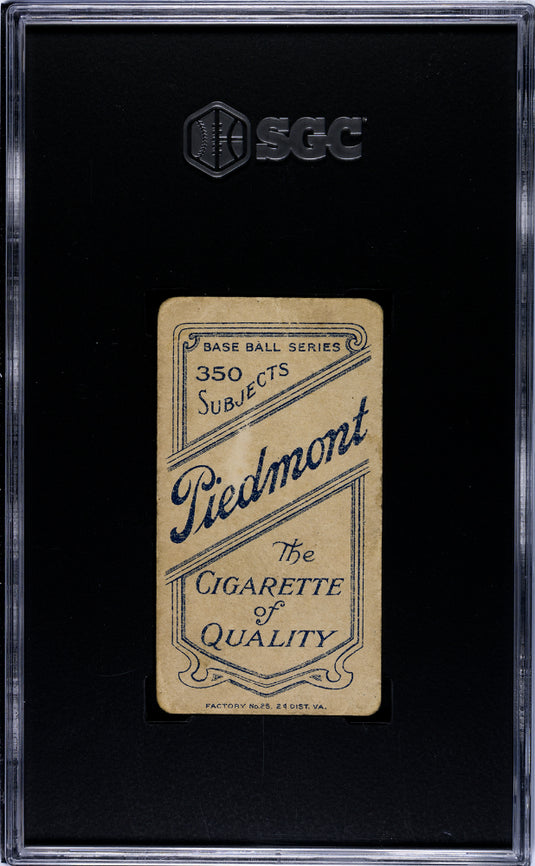 SGC
BASE BALL SERIES
350
SUBJECTS
Piedmont
The
CIGARETTE
of
QUALITY
FACTORY No. 25, 2d DIST. VA.